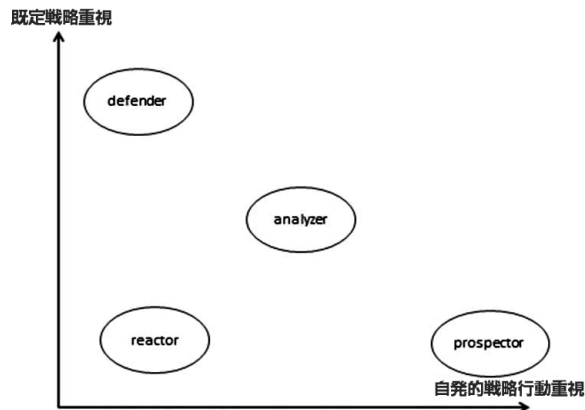 既定戦略重視
defender
analyzer
reactor
prospector
自発的戦略行動重視